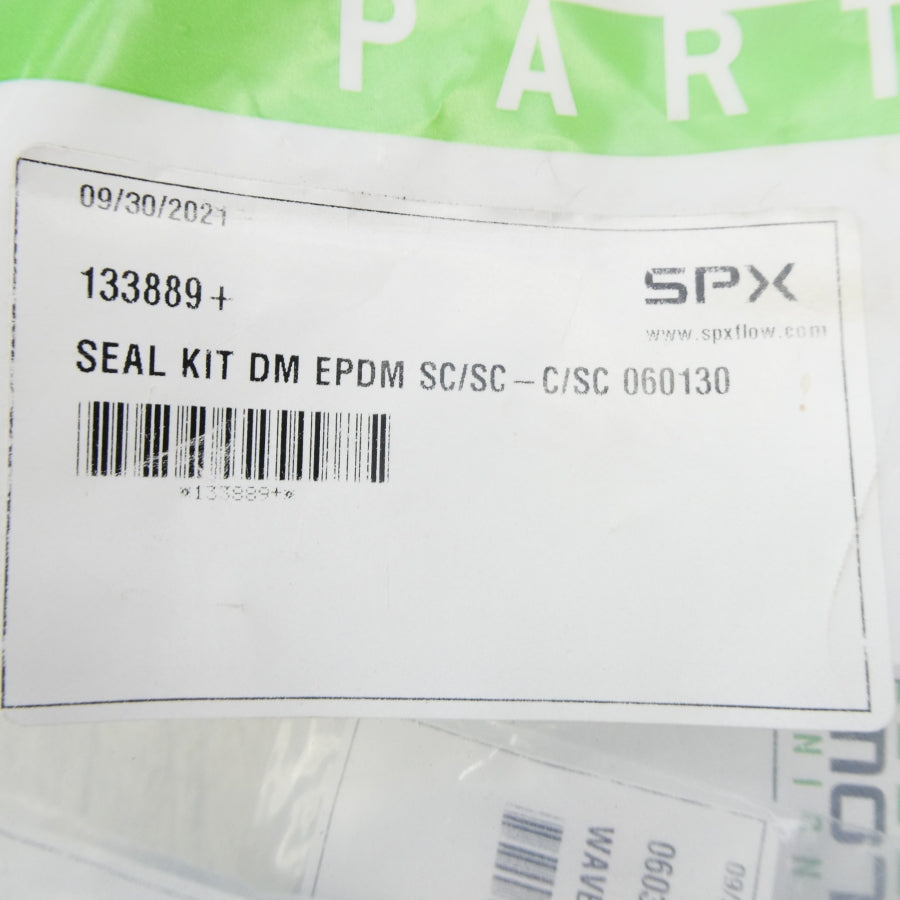 PART
09/30/2021
133889+
SPX
www.spxflow.com
SEAL KIT DM EPDM SC/SC-C/SC 060130
*133889+*